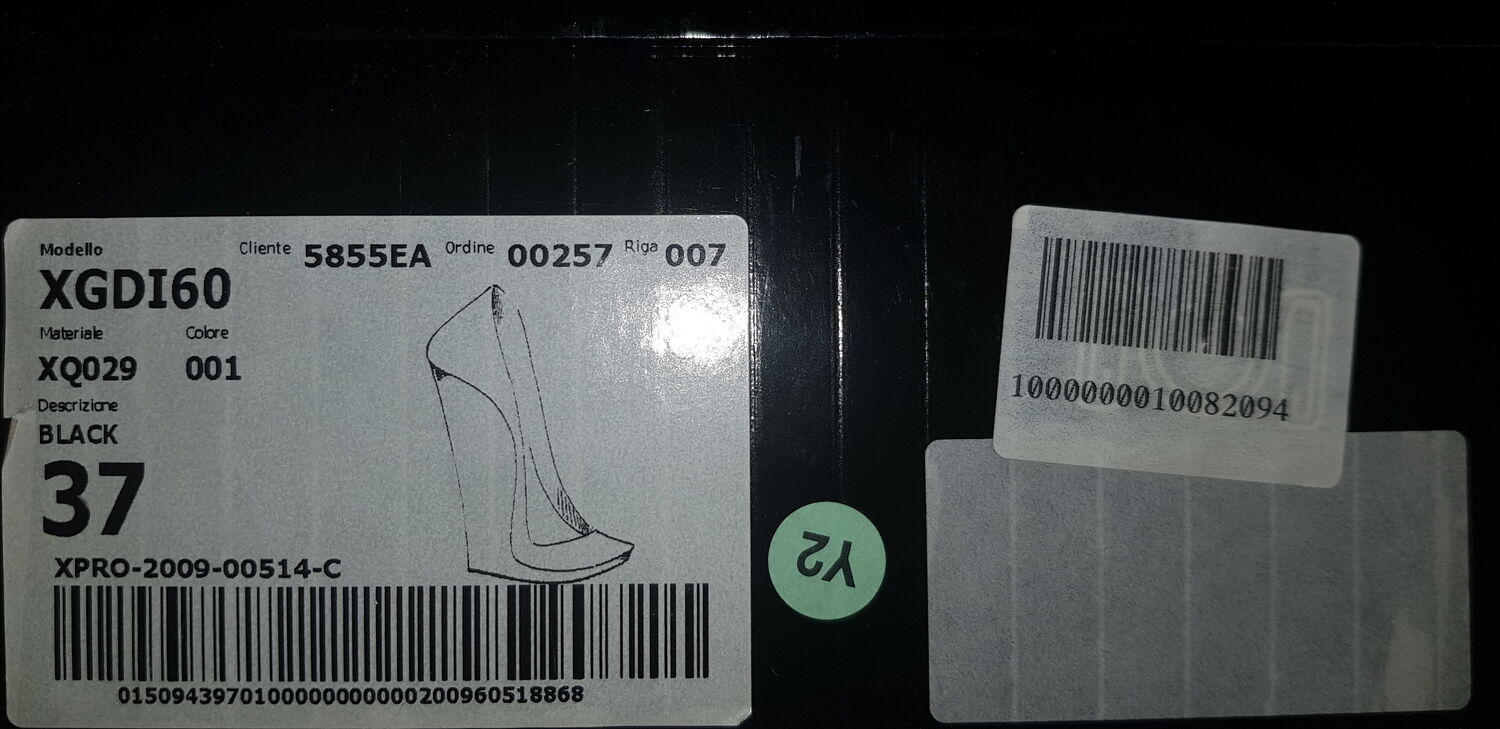 Modello Cliente 5855EA Ordine 00257 Riga 007
XGDI60
Materiale Colore
XQ029 001
Descrizione
BLACK
37
XPRO-2009-00514-C
Y2
1000000010082094